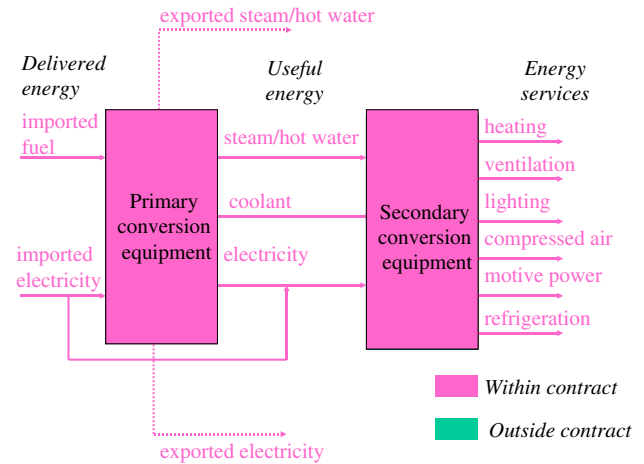 exported steam/hot water
Delivered
energy
Useful
energy
Energy
services
imported
fuel
steam/hot water
heating
ventilation
Primary
conversion
equipment
coolant
lighting
Secondary
conversion
equipment
imported
electricity
electricity
compressed air
motive power
refrigeration
Within contract
Outside contract
exported electricity